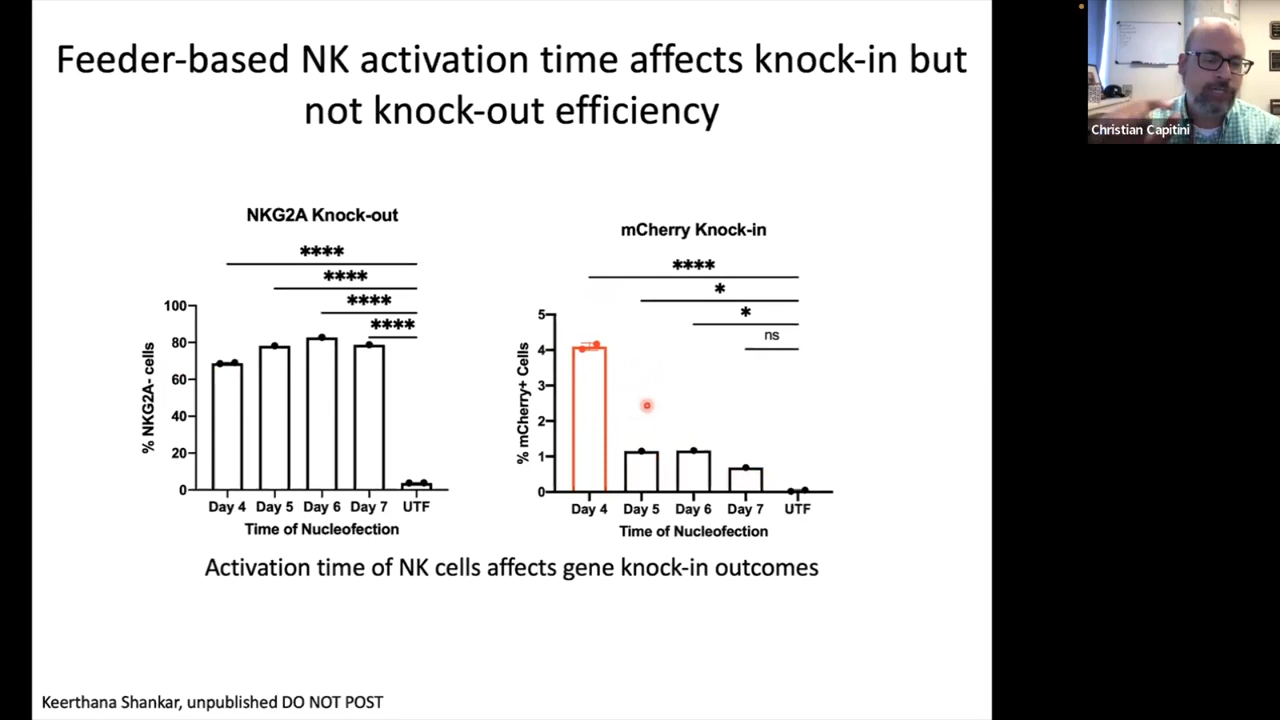 Feeder-based NK activation time affects knock-in but
not knock-out efficiency
NKG2A Knock-out
****
****
****
****
100
80
60
40
20
0
% NKG2A- cells
Day 4 Day 5 Day 6 Day 7 UTF
Time of Nucleofection
mCherry Knock-in
****
*
*
ns
5
4
3
2
1
0
% mCherry+ Cells
Day 4 Day 5 Day 6 Day 7 UTF
Time of Nucleofection
Activation time of NK cells affects gene knock-in outcomes
Keerthana Shankar, unpublished DO NOT POST
Christian Capitini